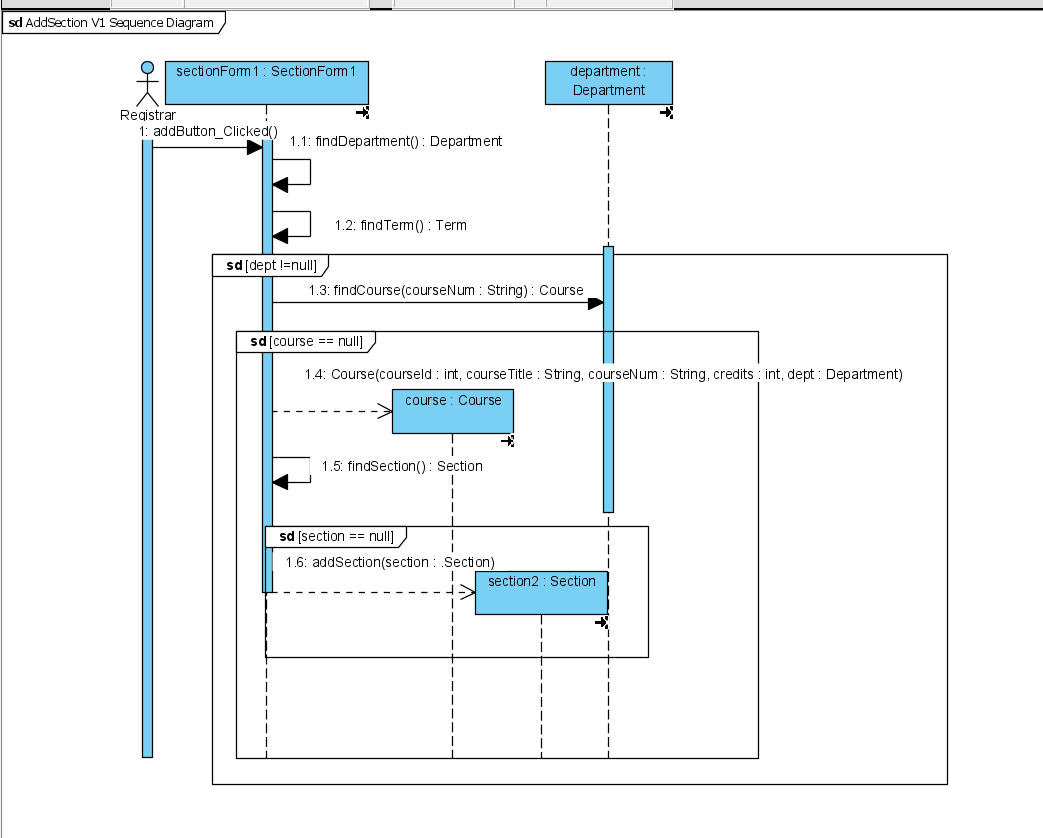 sd AddSection V1 Sequence Diagram
sectionForm1 : SectionForm1
department :
Department
Registrar
1: addButton_Clicked()
1.1: findDepartment() : Department
1.2: findTerm() : Term
sd [dept !=null]
1.3: findCourse(courseNum : String) : Course
sd [course == null]
1.4: Course(courseId : int, courseTitle : String, courseNum : String, credits : int, dept : Department)
course : Course
1.5: findSection() : Section
sd [section == null]
1.6: addSection(section : .Section)
section2 : Section